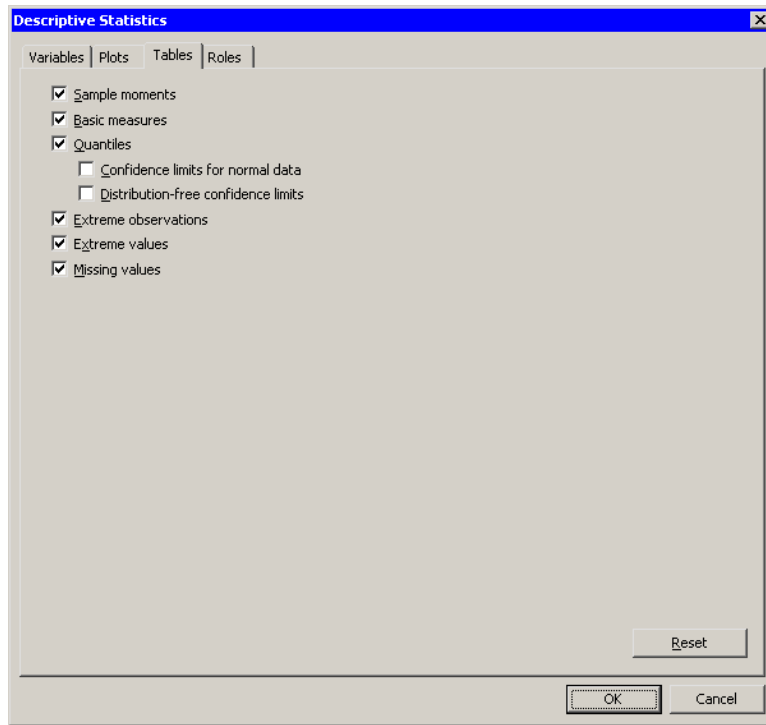 Descriptive Statistics
Variables Plots Tables Roles
Sample moments
Basic measures
Quantiles
Confidence limits for normal data
Distribution-free confidence limits
Extreme observations
Extreme values
Missing values
Reset
OK Cancel